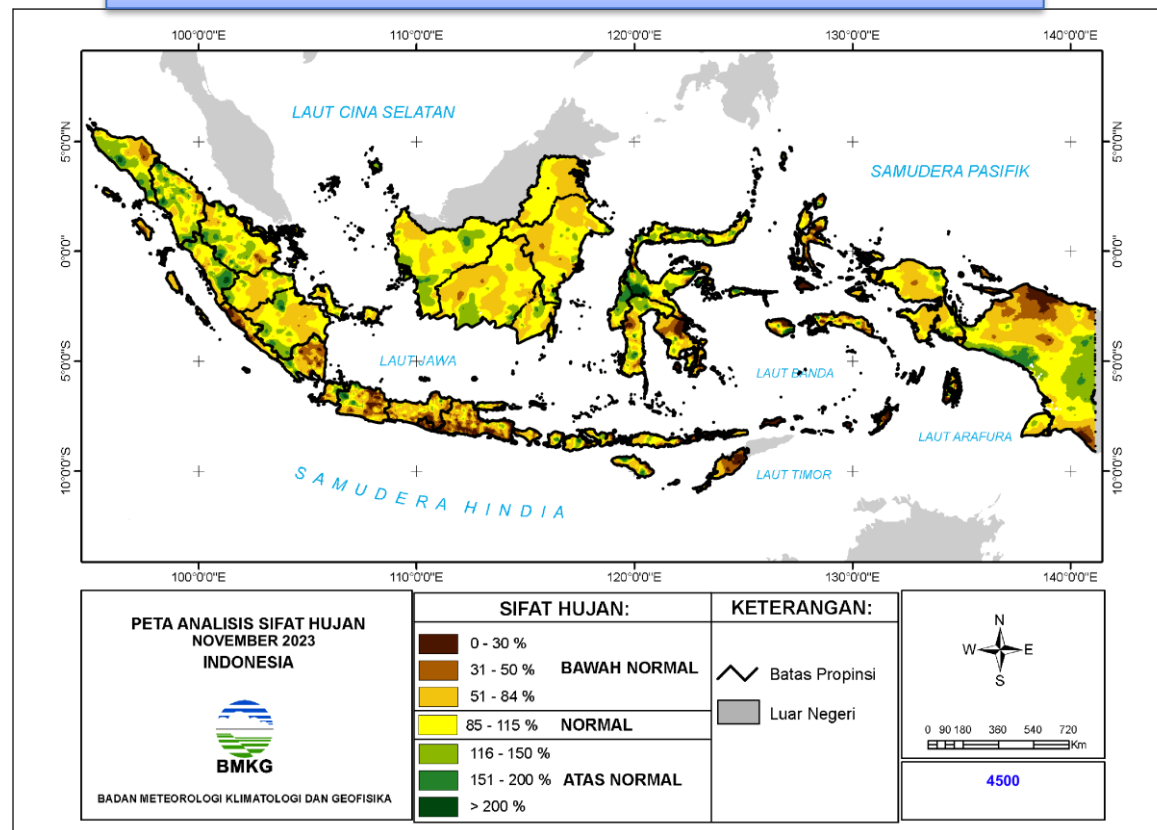 100°0'0"E 110°0'0"E 120°0'0"E 130°0'0"E 140°0'0"E
5°0'0"N
0°0'0"
5°0'0"S
10°0'0"S
5°0'0"N
0°0'0"
5°0'0"S
10°0'0"S
LAUT CINA SELATAN
SAMUDERA PASIFIK
LAUT JAWA
LAUT BANDA
LAUT ARAFURA
LAUT TIMOR
SAMUDERA HINDIA
100°0'0"E 110°0'0"E 120°0'0"E 130°0'0"E 140°0'0"E
PETA ANALISIS SIFAT HUJAN
NOVEMBER 2023
INDONESIA
BMKG
BADAN METEOROLOGI KLIMATOLOGI DAN GEOFISIKA
SIFAT HUJAN:
0 - 30 %
31 - 50 % BAWAH NORMAL
51 - 84 %
85 - 115 % NORMAL
116 - 150 %
151 - 200 % ATAS NORMAL
> 200 %
KETERANGAN:
Batas Propinsi
Luar Negeri
N
W E
S
0 90 180 360 540 720
Km
4500